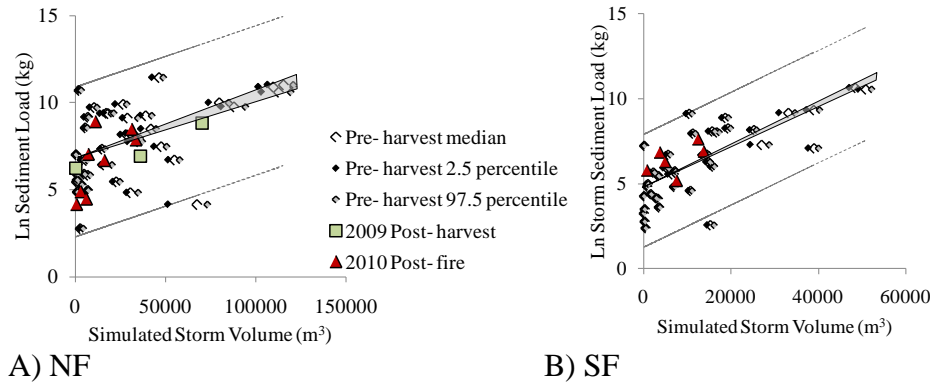 15
10
5
0
Ln Sediment Load (kg)
0 50000 100000 150000
Simulated Storm Volume (m³)
Pre- harvest median
Pre- harvest 2.5 percentile
Pre- harvest 97.5 percentile
2009 Post- harvest
2010 Post- fire
A) NF
15
10
5
0
Ln Storm Sediment Load (kg)
0 20000 40000 60000
Simulated Storm Volume (m³)
B) SF